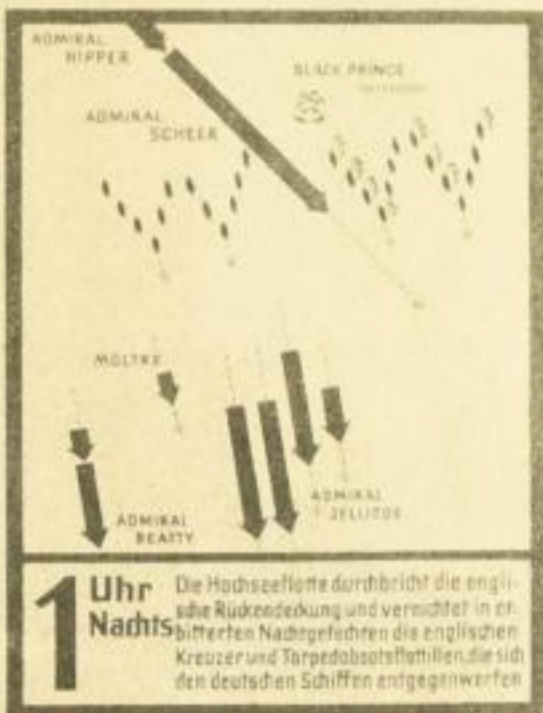 ADMIRAL
HIPPER
BLACK PRINCE
ADMIRAL
SCHEER
MOLTKE
ADMIRAL
JELLICOE
ADMIRAL
BEATTY
1 Uhr Nachts
Die Hochseeflotte durchbricht die engli-
sche Rückendeckung und vernichtet in er-
bitterten Nachtgefechten die englischen
Kreuzer und Torpedobootsflottillen, die sich
den deutschen Schiffen entgegenwerfen